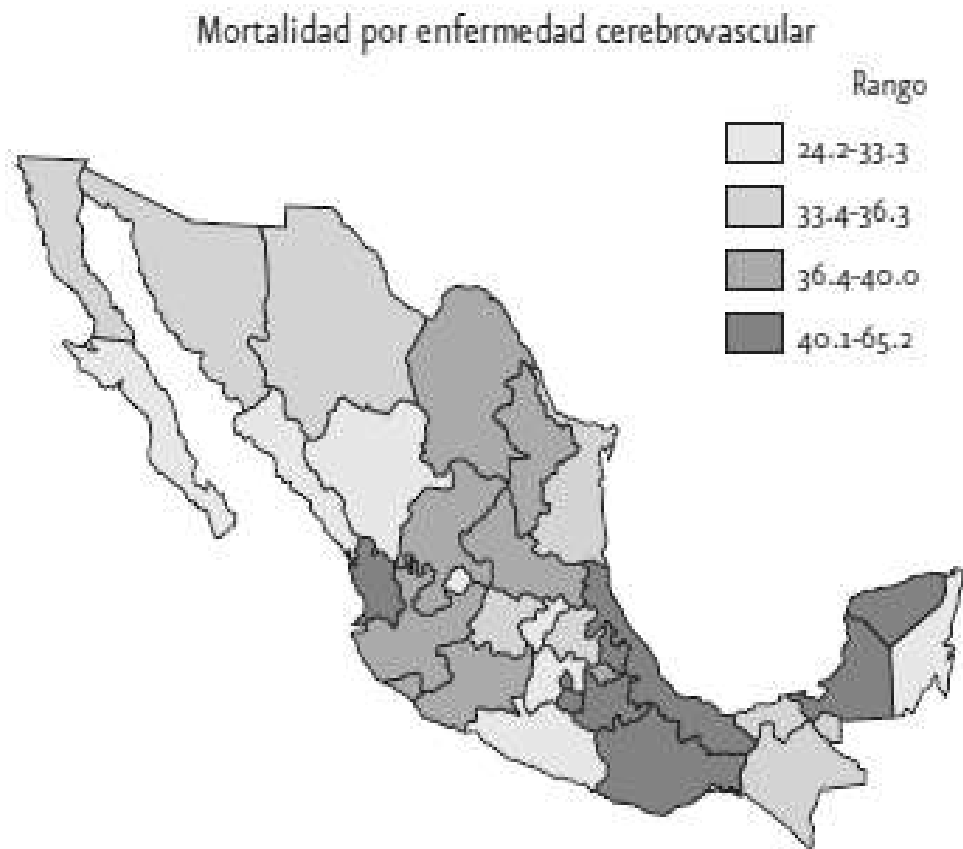 Mortalidad por enfermedad cerebrovascular
Rango
24.2-33.3
33.4-36.3
36.4-40.0
40.1-65.2